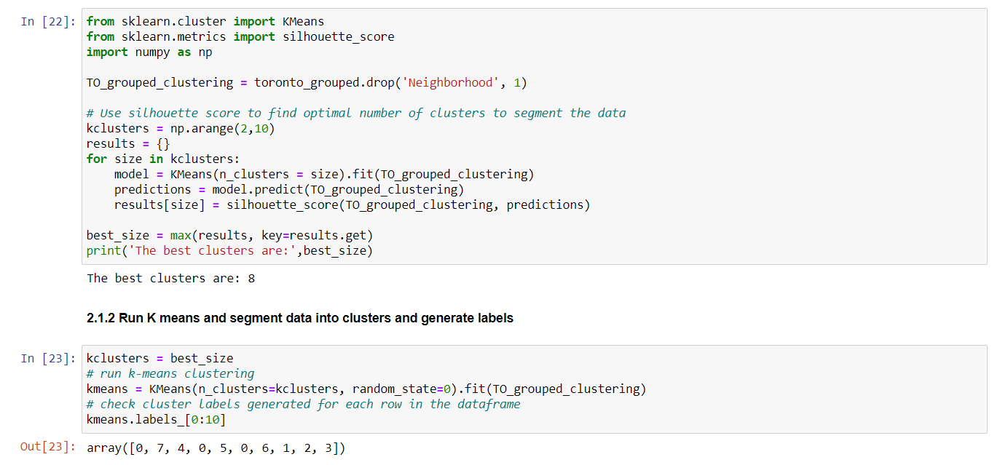 In [22]: from sklearn.cluster import KMeans
from sklearn.metrics import silhouette_score
import numpy as np
TO_grouped_clustering = toronto_grouped.drop('Neighborhood', 1)
# Use silhouette score to find optimal number of clusters to segment the data
kclusters = np.arange(2,10)
results = {}
for size in kclusters:
    model = KMeans(n_clusters = size).fit(TO_grouped_clustering)
    predictions = model.predict(TO_grouped_clustering)
    results[size] = silhouette_score(TO_grouped_clustering, predictions)
best_size = max(results, key=results.get)
print('The best clusters are:',best_size)
The best clusters are: 8
2.1.2 Run K means and segment data into clusters and generate labels
In [23]: kclusters = best_size
# run k-means clustering
kmeans = KMeans(n_clusters=kclusters, random_state=0).fit(TO_grouped_clustering)
# check cluster labels generated for each row in the dataframe
kmeans.labels_[0:10]
Out[23]: array([0, 7, 4, 0, 5, 0, 6, 1, 2, 3])